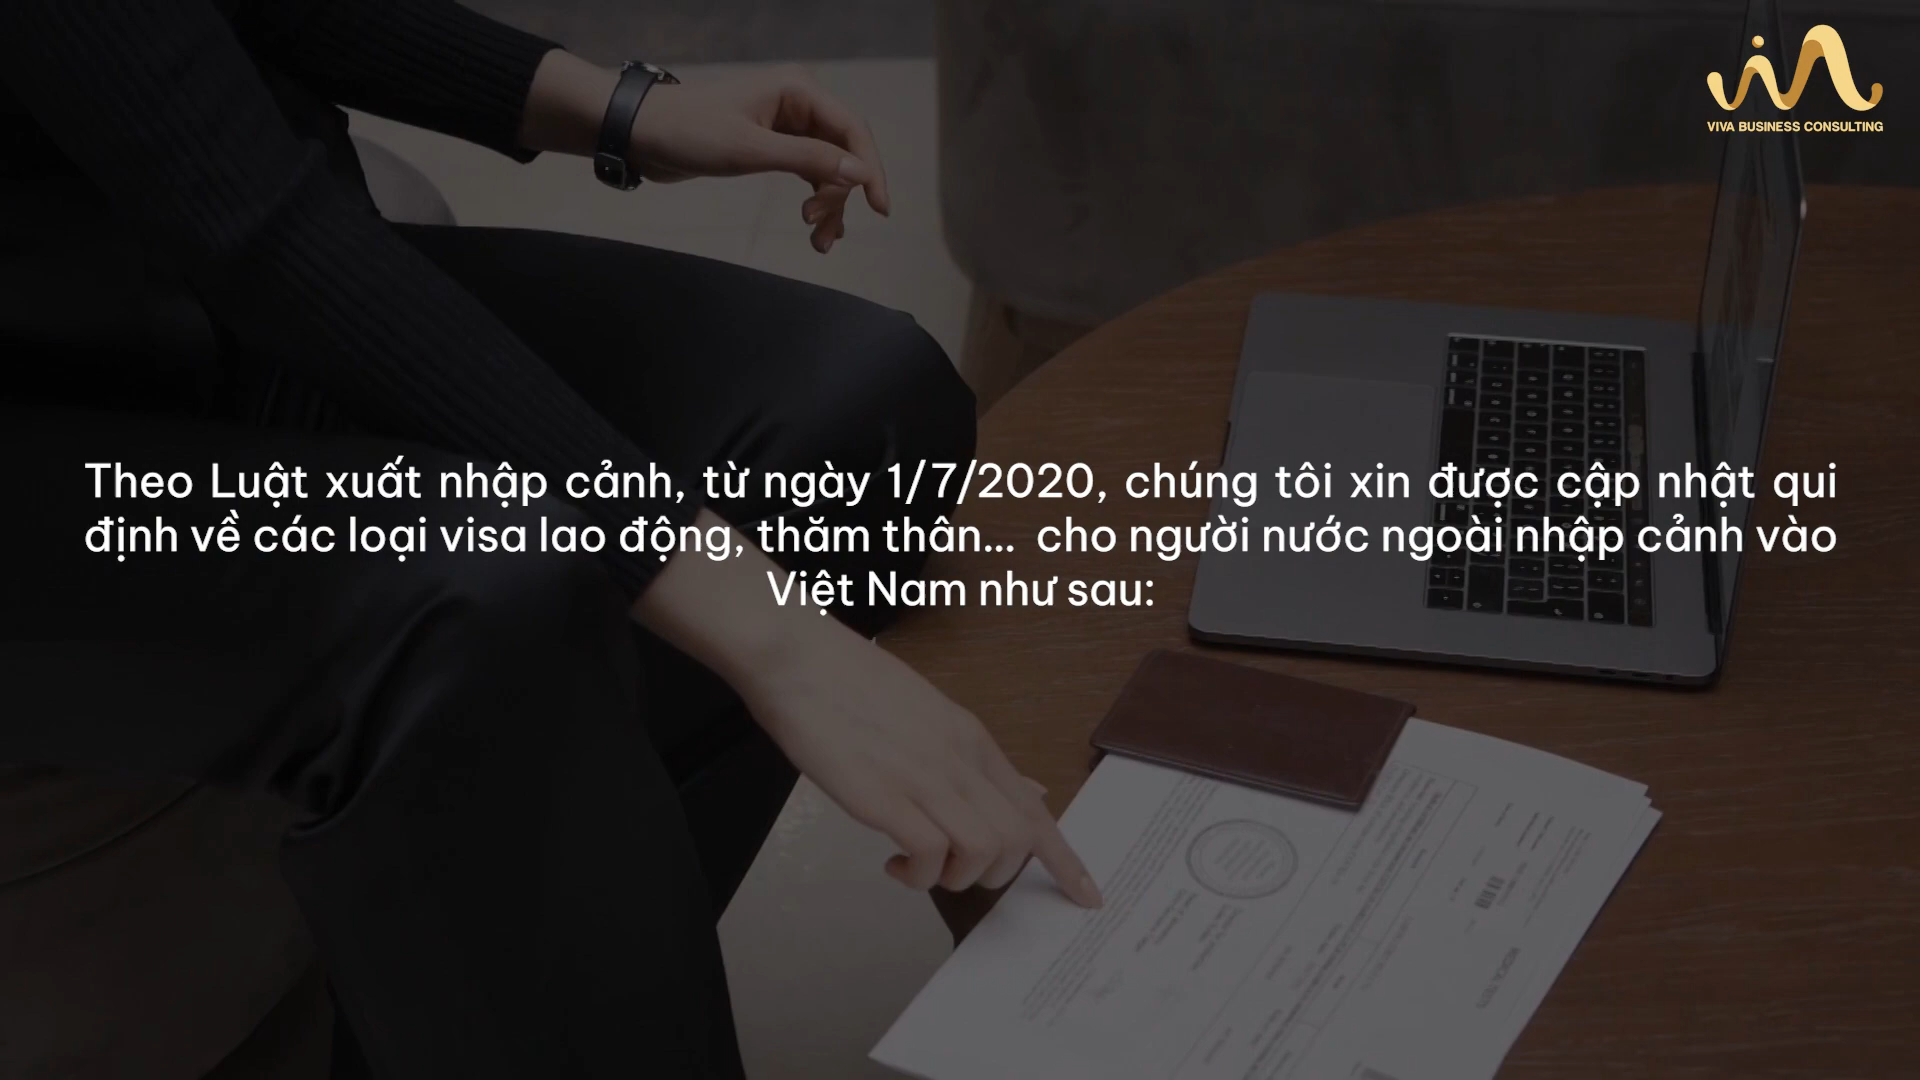 VIVA BUSINESS CONSULTING
Theo Luật xuất nhập cảnh, từ ngày 1/7/2020, chúng tôi xin được cập nhật qui
định về các loại visa lao động, thăm thân... cho người nước ngoài nhập cảnh vào
Việt Nam như sau: